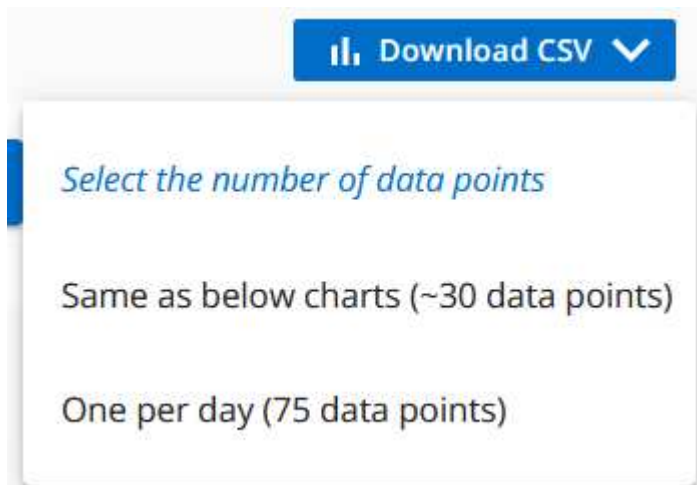 Download CSV
Select the number of data points
Same as below charts (~30 data points)
One per day (75 data points)